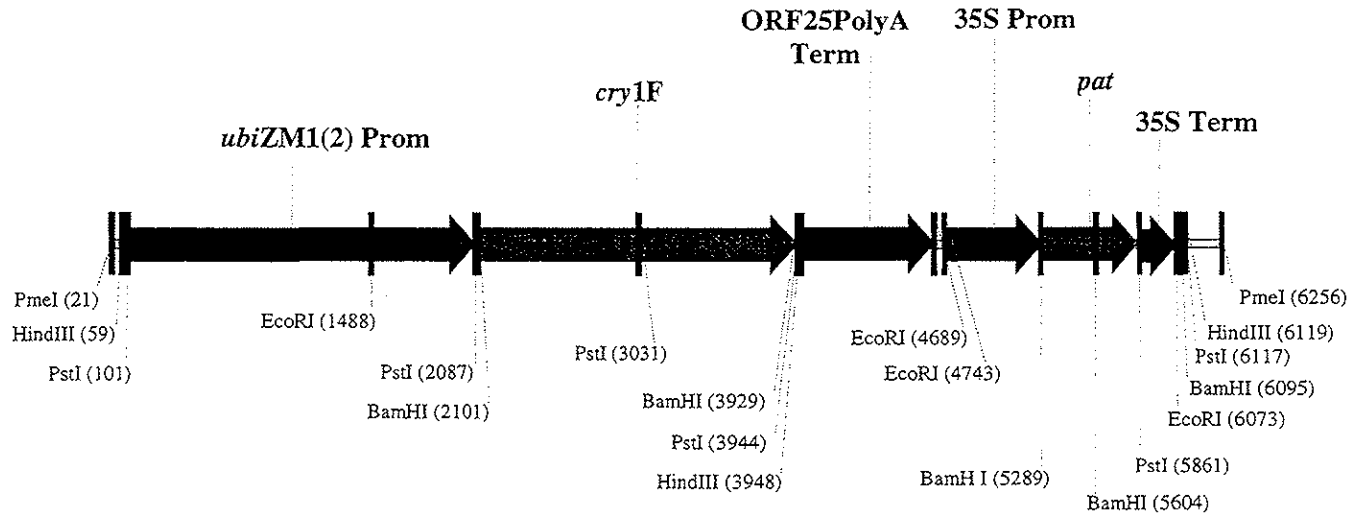 ORF25PolyA
Term
35S Prom
cry1F
pat
ubiZM1(2) Prom
35S Term
PmeI (21)
HindIII (59)
PstI (101)
EcoRI (1488)
PstI (2087)
BamHI (2101)
PstI (3031)
BamHI (3929)
PstI (3944)
HindIII (3948)
EcoRI (4689)
EcoRI (4743)
BamH I (5289)
BamHI (5604)
PstI (5861)
EcoRI (6073)
BamHI (6095)
PstI (6117)
HindIII (6119)
PmeI (6256)